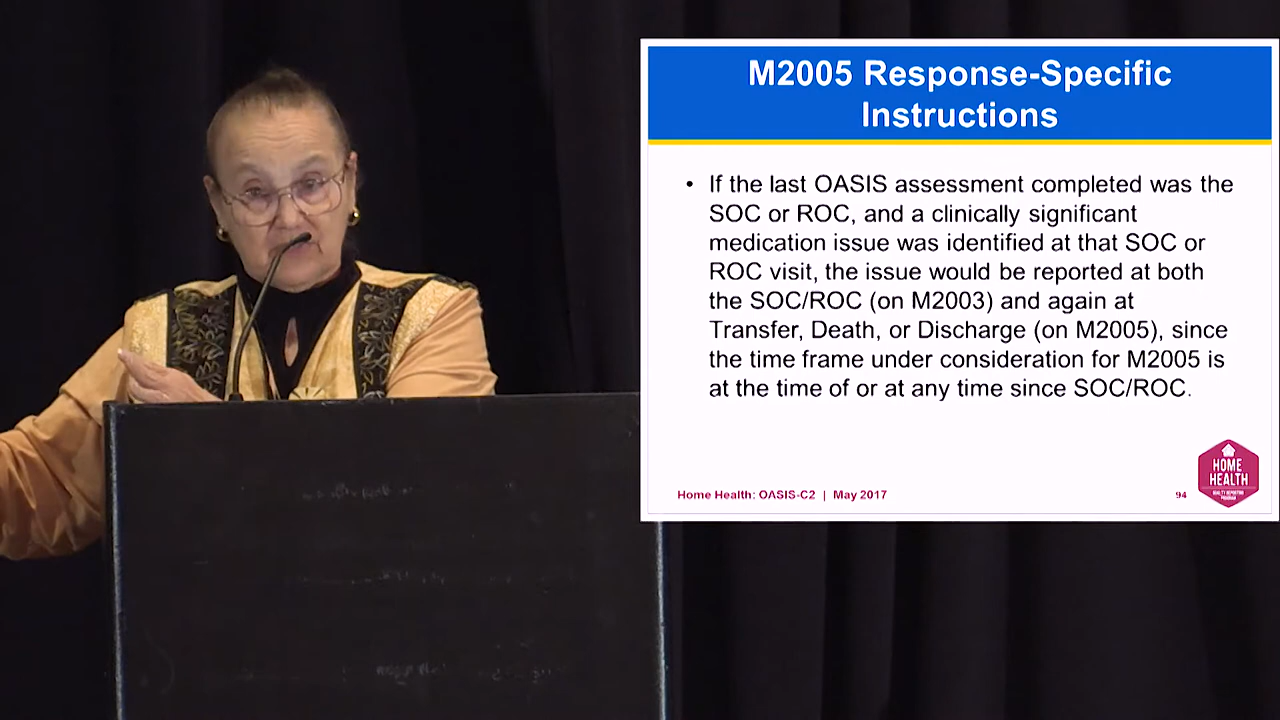 M2005 Response-Specific
Instructions
• If the last OASIS assessment completed was the
SOC or ROC, and a clinically significant
medication issue was identified at that SOC or
ROC visit, the issue would be reported at both
the SOC/ROC (on M2003) and again at
Transfer, Death, or Discharge (on M2005), since
the time frame under consideration for M2005 is
at the time of or at any time since SOC/ROC.
Home Health: OASIS-C2 | May 2017
94
HOME
HEALTH
QUALITY REPORTING
PROGRAM